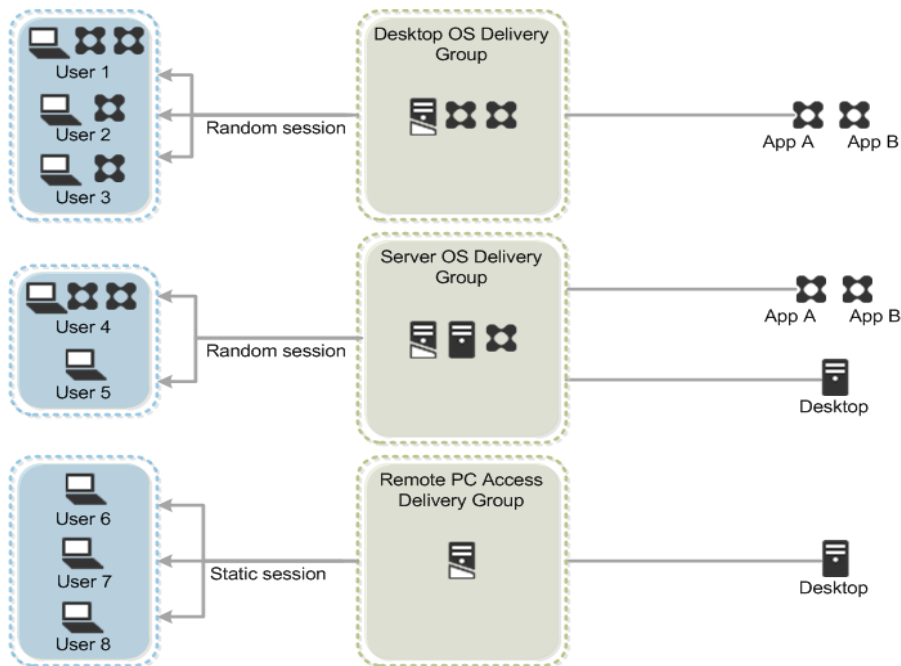 Desktop OS Delivery
Group
User 1
User 2
User 3
Random session
App A
App B
Server OS Delivery
Group
User 4
User 5
Random session
App A
App B
Desktop
Remote PC Access
Delivery Group
User 6
User 7
User 8
Static session
Desktop